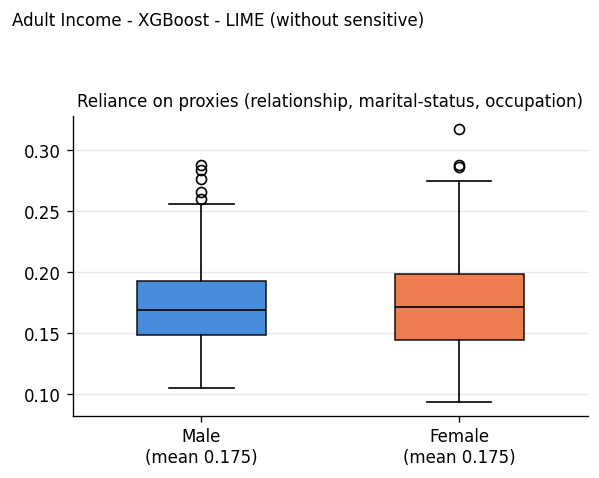 Adult Income - XGBoost - LIME (without sensitive)
Reliance on proxies (relationship, marital-status, occupation)
0.30
0.25
0.20
0.15
0.10
Male
(mean 0.175)
Female
(mean 0.175)